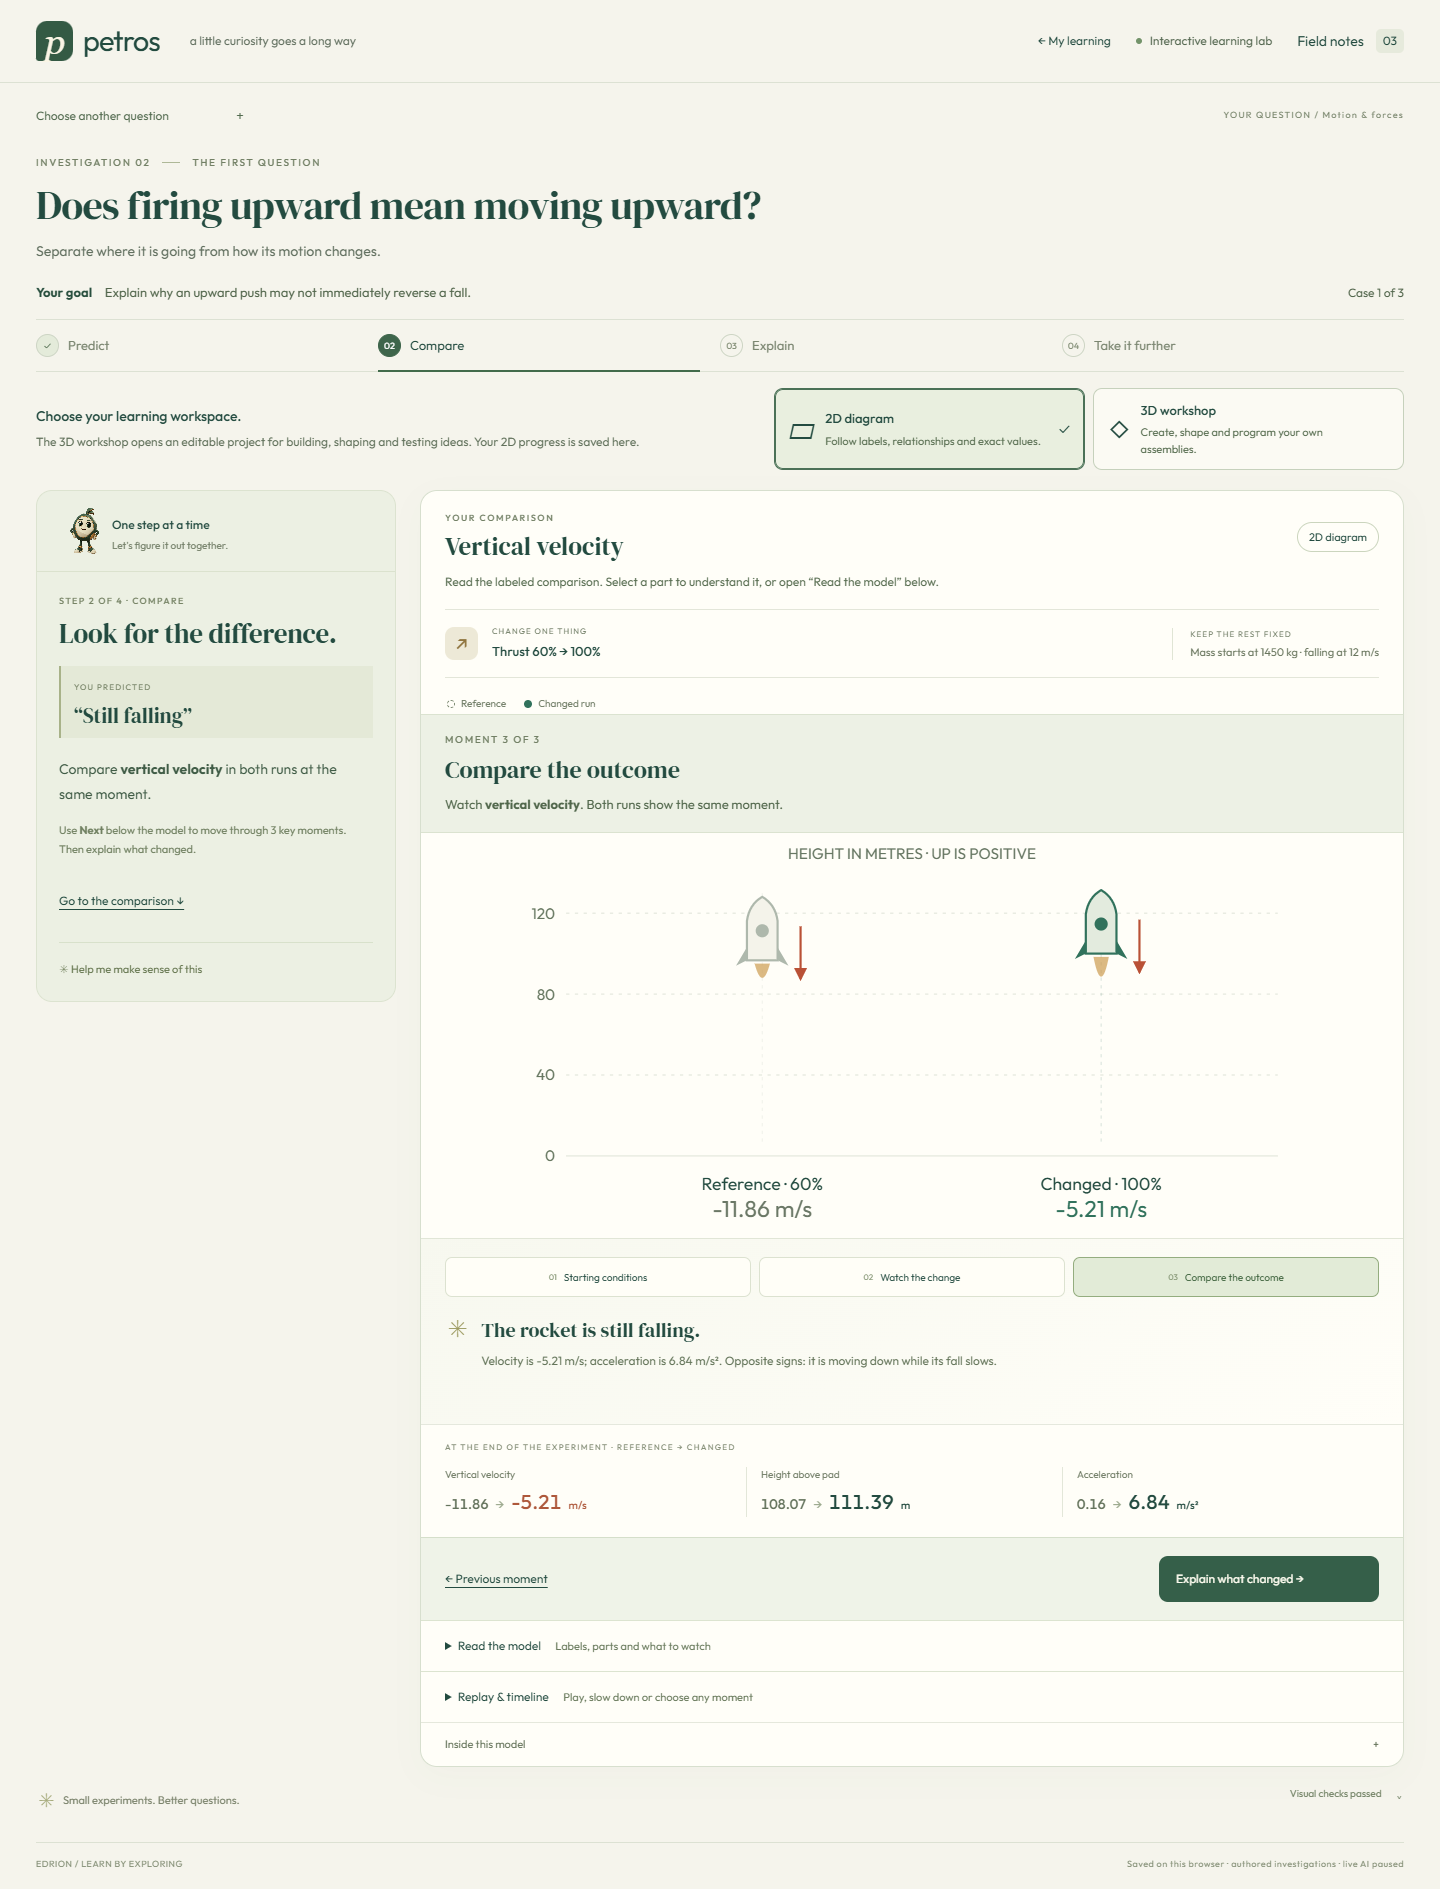 p petros
a little curiosity goes a long way
← My learning
Interactive learning lab
Field notes 03
Choose another question +
YOUR QUESTION / Motion & forces
INVESTIGATION 02 — THE FIRST QUESTION
Does firing upward mean moving upward?
Separate where it is going from how its motion changes.
Your goal Explain why an upward push may not immediately reverse a fall.
Case 1 of 3
✓ Predict
02 Compare
03 Explain
04 Take it further
Choose your learning workspace.
The 3D workshop opens an editable project for building, shaping and testing ideas. Your 2D progress is saved here.
2D diagram
Follow labels, relationships and exact values.
✓
3D workshop
Create, shape and program your own
assemblies.
One step at a time
Let's figure it out together.
STEP 2 OF 4 · COMPARE
Look for the difference.
YOU PREDICTED
“Still falling”
Compare vertical velocity in both runs at the
same moment.
Use Next below the model to move through 3 key moments.
Then explain what changed.
Go to the comparison ↓
✳ Help me make sense of this
YOUR COMPARISON
Vertical velocity
2D diagram
Read the labeled comparison. Select a part to understand it, or open “Read the model” below.
CHANGE ONE THING
Thrust 60% → 100%
KEEP THE REST FIXED
Mass starts at 1450 kg · falling at 12 m/s
Reference
Changed run
MOMENT 3 OF 3
Compare the outcome
Watch vertical velocity. Both runs show the same moment.
HEIGHT IN METRES · UP IS POSITIVE
120
80
40
0
Reference · 60%
-11.86 m/s
Changed · 100%
-5.21 m/s
01 Starting conditions
02 Watch the change
03 Compare the outcome
The rocket is still falling.
Velocity is -5.21 m/s; acceleration is 6.84 m/s². Opposite signs: it is moving down while its fall slows.
AT THE END OF THE EXPERIMENT · REFERENCE → CHANGED
Vertical velocity
-11.86 → -5.21 m/s
Height above pad
108.07 → 111.39 m
Acceleration
0.16 → 6.84 m/s²
← Previous moment
Explain what changed →
▶ Read the model Labels, parts and what to watch
▶ Replay & timeline Play, slow down or choose any moment
Inside this model +
Small experiments. Better questions.
Visual checks passed
EDRION / LEARN BY EXPLORING
Saved on this browser · authored investigations · live AI paused